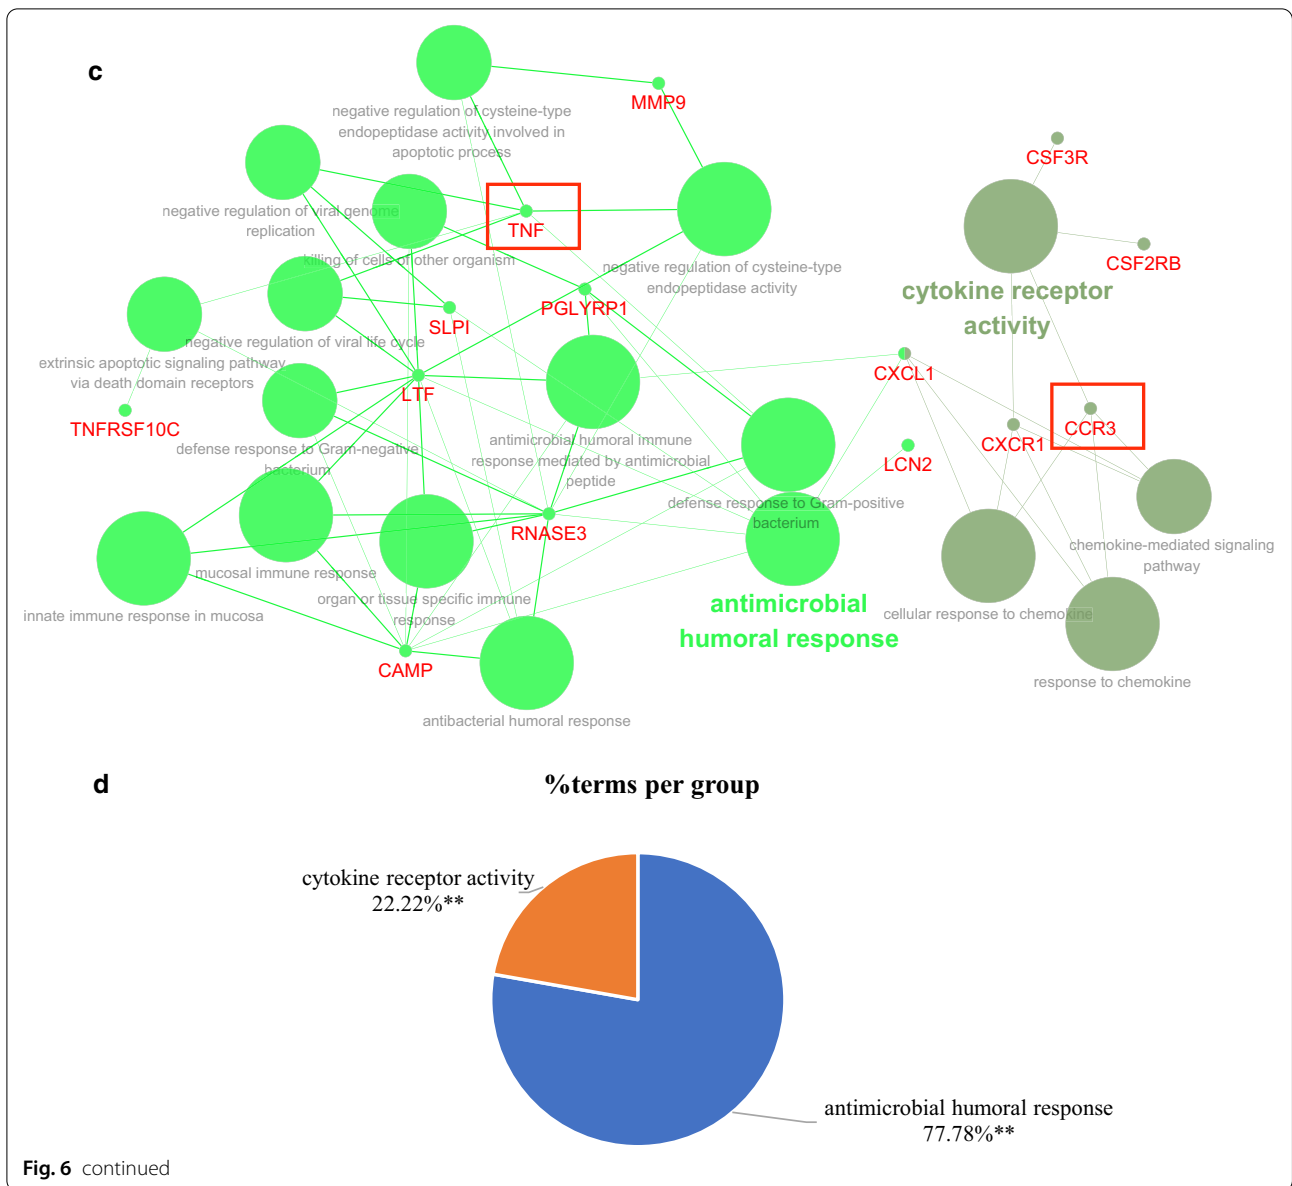 c
negative regulation of cysteine-type
endopeptidase activity involved in
apoptotic process
MMP9
CSF3R
negative regulation of viral genome
replication
TNF
killing of cells of other organism
negative regulation of cysteine-type
endopeptidase activity
CSF2RB
cytokine receptor
activity
PGLYRP1
SLPI
negative regulation of viral life cycle
extrinsic apoptotic signaling pathway
via death domain receptors
CXCL1
LTF
TNFRSF10C
CXCR1
CCR3
LCN2
defense response to Gram-negative
bacterium
antimicrobial humoral immune
response mediated by antimicrobial
peptide
defense response to Gram-positive
bacterium
RNASE3
chemokine-mediated signaling
pathway
mucosal immune response
organ or tissue specific immune
response
innate immune response in mucosa
antimicrobial
humoral response
cellular response to chemokine
CAMP
response to chemokine
antibacterial humoral response
d
%terms per group
cytokine receptor activity
22.22%**
antimicrobial humoral response
77.78%**
Fig. 6 continued